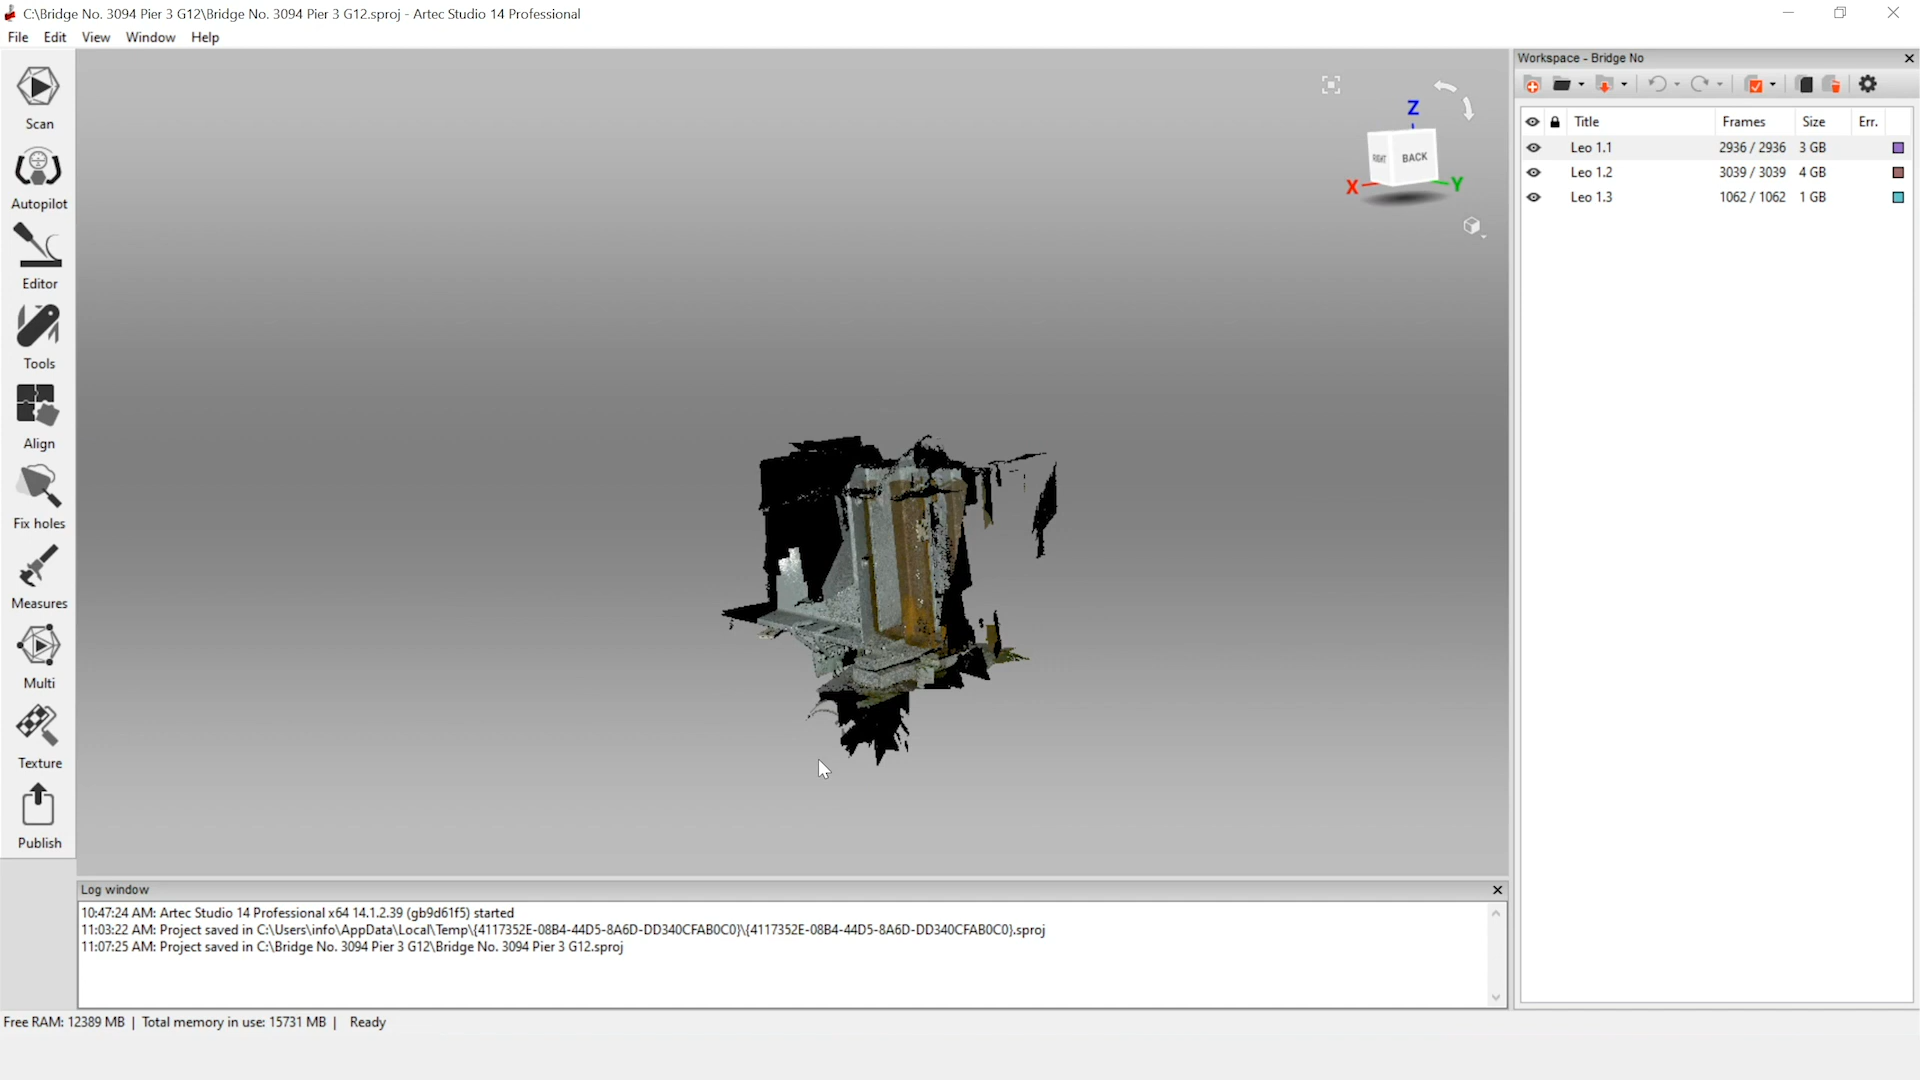 C:\Bridge No. 3094 Pier 3 G12\Bridge No. 3094 Pier 3 G12.sproj - Artec Studio 14 Professional
File Edit View Window Help
Scan
Autopilot
Editor
Tools
Align
Fix holes
Measures
Multi
Texture
Publish
Z
RIGHT BACK
X Y
Workspace - Bridge No
Title Frames Size Err.
Leo 1.1 2936 / 2936 3 GB
Leo 1.2 3039 / 3039 4 GB
Leo 1.3 1062 / 1062 1 GB
Log window
10:47:24 AM: Artec Studio 14 Professional x64 14.1.2.39 (gb9d61f5) started
11:03:22 AM: Project saved in C:\Users\info\AppData\Local\Temp\{4117352E-08B4-44D5-8A6D-DD340CFAB0C0}\{4117352E-08B4-44D5-8A6D-DD340CFAB0C0}.sproj
11:07:25 AM: Project saved in C:\Bridge No. 3094 Pier 3 G12\Bridge No. 3094 Pier 3 G12.sproj
Free RAM: 12389 MB | Total memory in use: 15731 MB | Ready